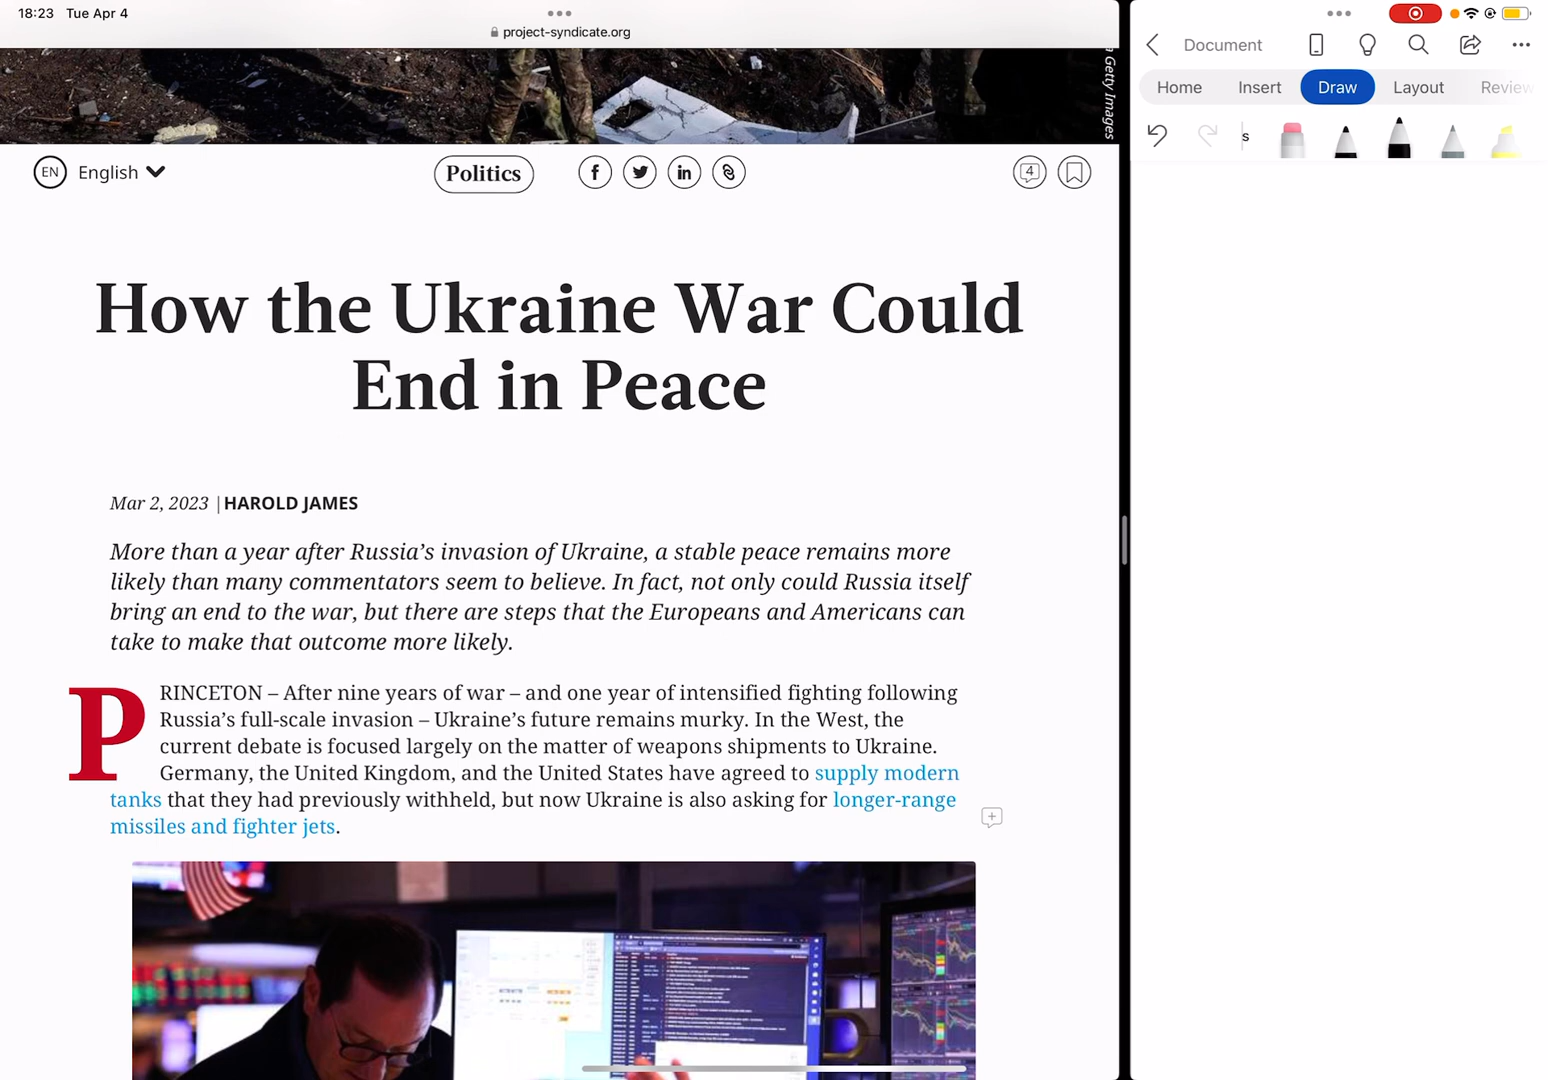 18:23 Tue Apr 4
project-syndicate.org
Getty Images
EN English
Politics
4
How the Ukraine War Could
End in Peace
Mar 2, 2023 | HAROLD JAMES
More than a year after Russia’s invasion of Ukraine, a stable peace remains more
likely than many commentators seem to believe. In fact, not only could Russia itself
bring an end to the war, but there are steps that the Europeans and Americans can
take to make that outcome more likely.
PRINCETON – After nine years of war – and one year of intensified fighting following
Russia’s full-scale invasion – Ukraine’s future remains murky. In the West, the
current debate is focused largely on the matter of weapons shipments to Ukraine.
Germany, the United Kingdom, and the United States have agreed to supply modern
tanks that they had previously withheld, but now Ukraine is also asking for longer-range
missiles and fighter jets.
Document
Home Insert Draw Layout Review
s